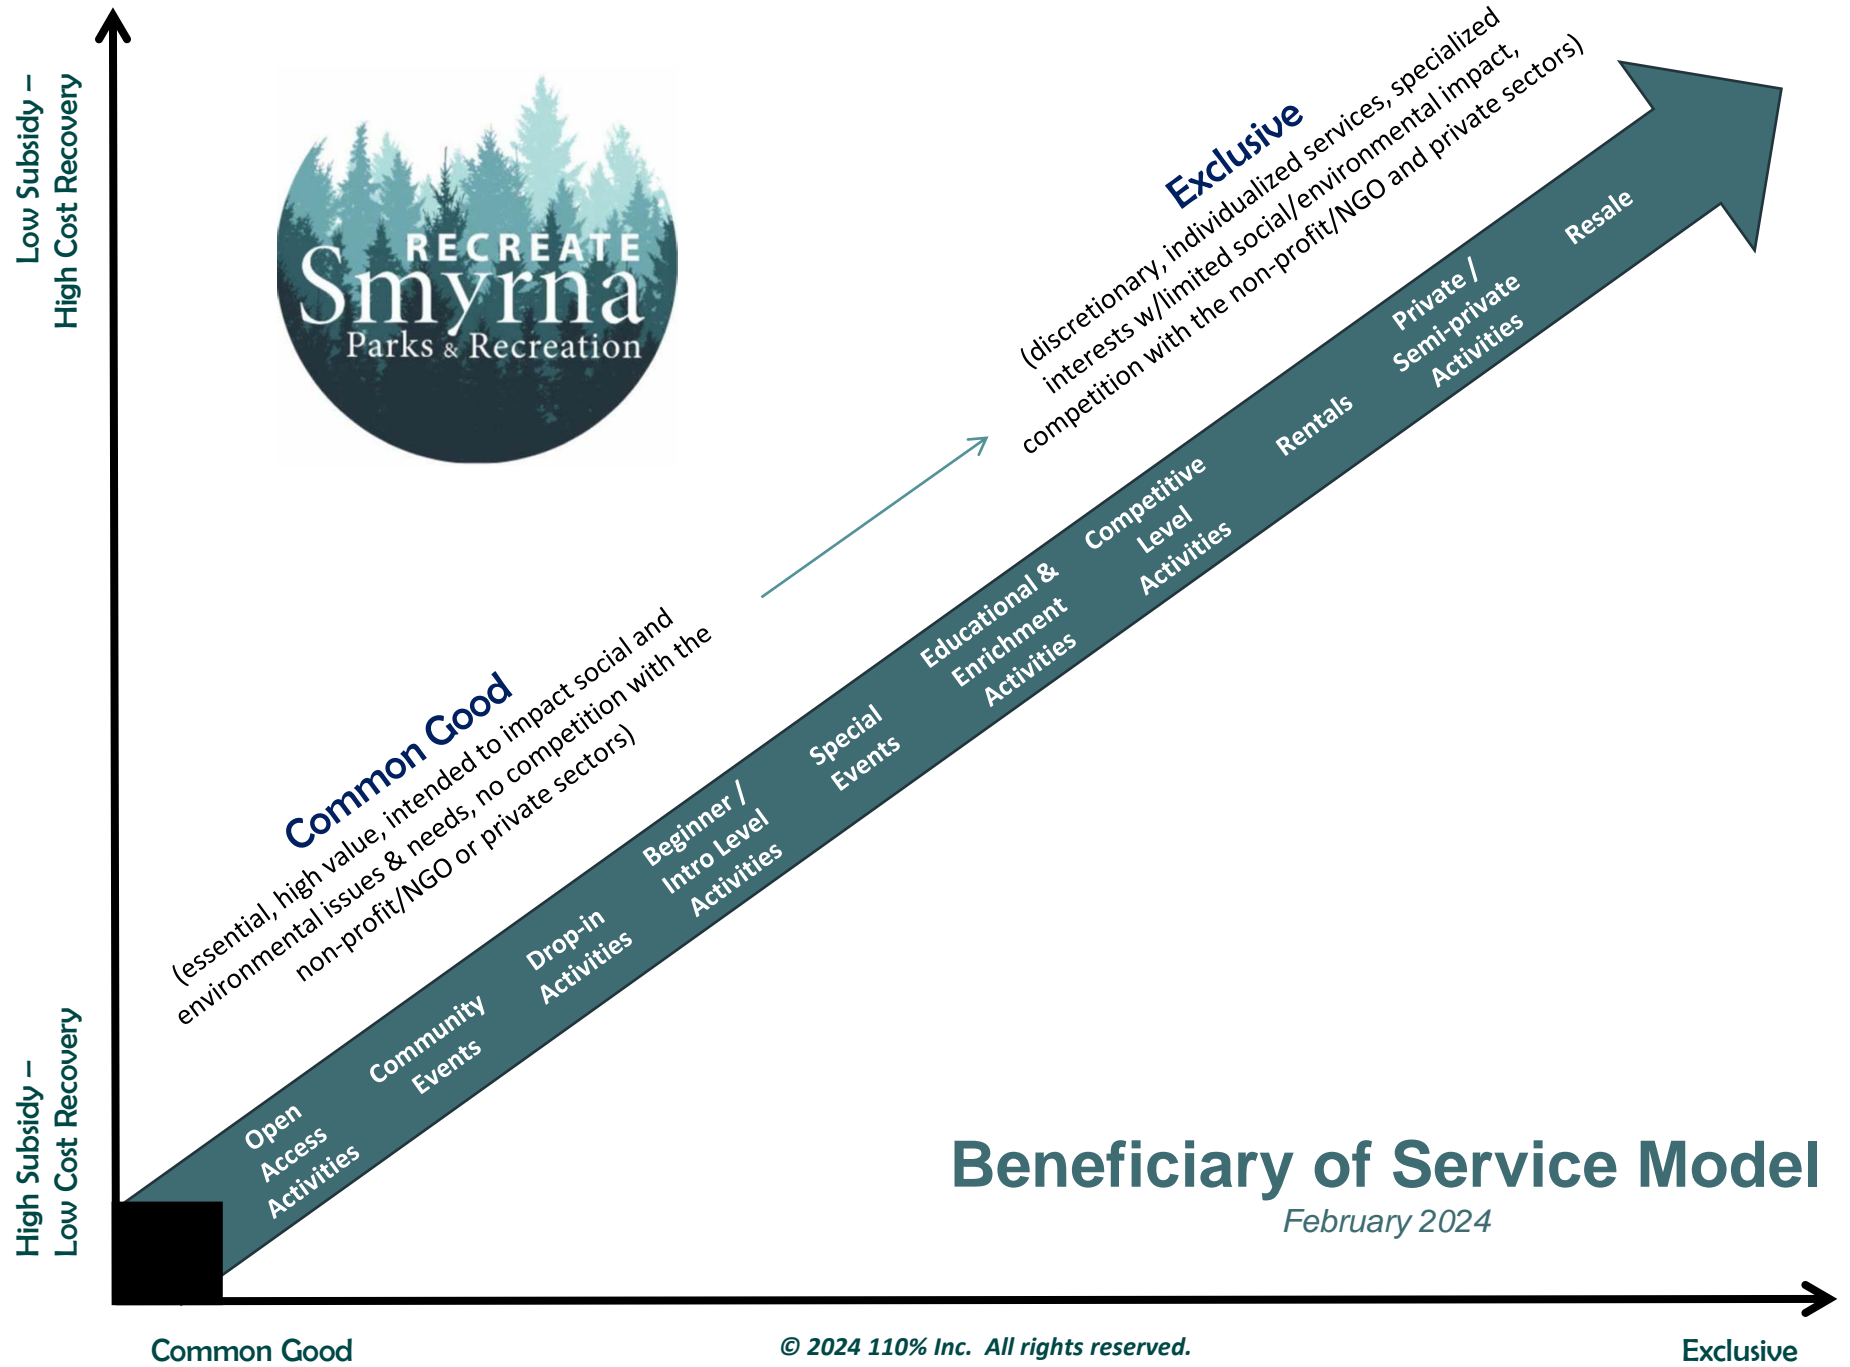 Low Subsidy –
High Cost Recovery
RECREATE
Smyrna
Parks & Recreation
Exclusive
(discretionary, individualized services, specialized
interests w/limited social/environmental impact,
competition with the non-profit/NGO and private sectors)
Common Good
(essential, high value, intended to impact social and
environmental issues & needs, no competition with the
non-profit/NGO or private sectors)
Open
Access
Activities
Community
Events
Drop-in
Activities
Beginner /
Intro Level
Activities
Special
Events
Educational &
Enrichment
Activities
Competitive
Level
Activities
Rentals
Private /
Semi-private
Activities
Resale
High Subsidy –
Low Cost Recovery
Beneficiary of Service Model
February 2024
Common Good
© 2024 110% Inc. All rights reserved.
Exclusive